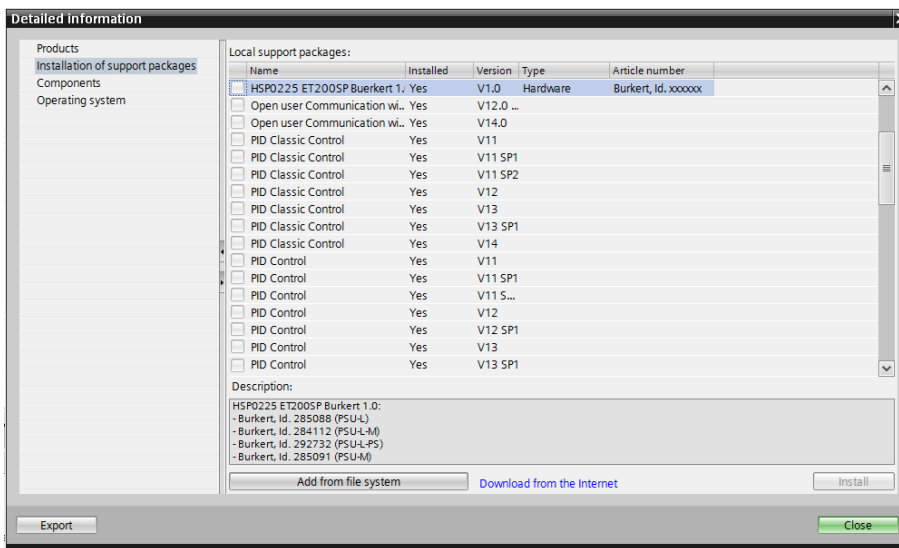 Detailed information
Products
Installation of support packages
Components
Operating system
Local support packages:
Name Installed Version Type Article number
HSP0225 ET200SP Buerkert 1. Yes V1.0 Hardware Burkert, Id. xxxxxx
Open user Communication wi... Yes V12.0 ...
Open user Communication wi... Yes V14.0
PID Classic Control Yes V11
PID Classic Control Yes V11 SP1
PID Classic Control Yes V11 SP2
PID Classic Control Yes V12
PID Classic Control Yes V13
PID Classic Control Yes V13 SP1
PID Classic Control Yes V14
PID Control Yes V11
PID Control Yes V11 SP1
PID Control Yes V11 S...
PID Control Yes V12
PID Control Yes V12 SP1
PID Control Yes V13
PID Control Yes V13 SP1
Description:
HSP0225 ET200SP Burkert 1.0:
- Burkert, Id. 285088 (PSU-L)
- Burkert, Id. 284112 (PSU-L-M)
- Burkert, Id. 292732 (PSU-L-PS)
- Burkert, Id. 285091 (PSU-M)
Add from file system Download from the Internet Install
Export Close